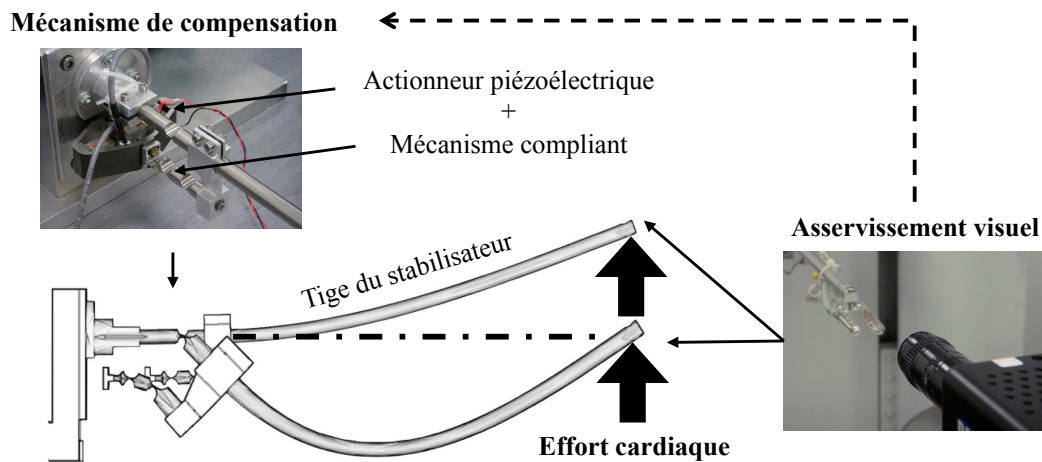 Mécanisme de compensation
Actionneur piézoélectrique
+
Mécanisme compliant
Asservissement visuel
Tige du stabilisateur
Effort cardiaque